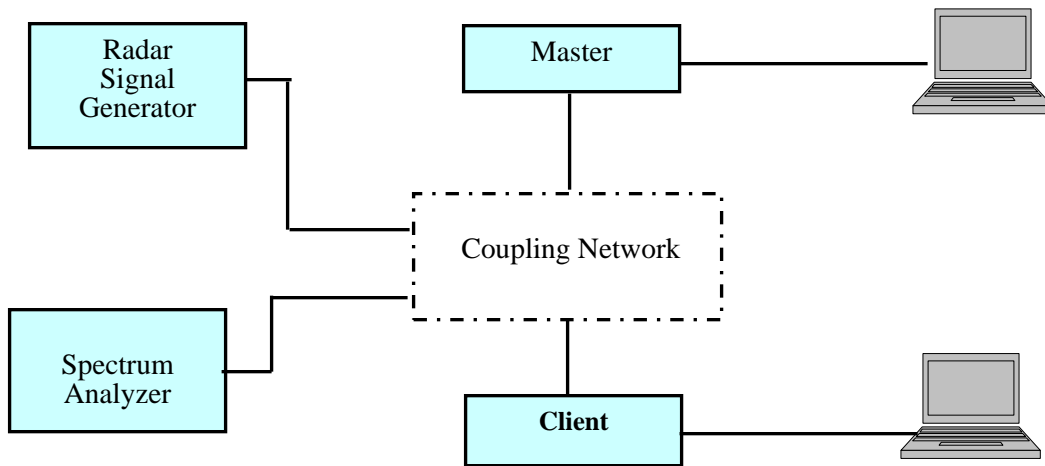 Radar
Signal
Generator
Master
Coupling Network
Spectrum
Analyzer
Client